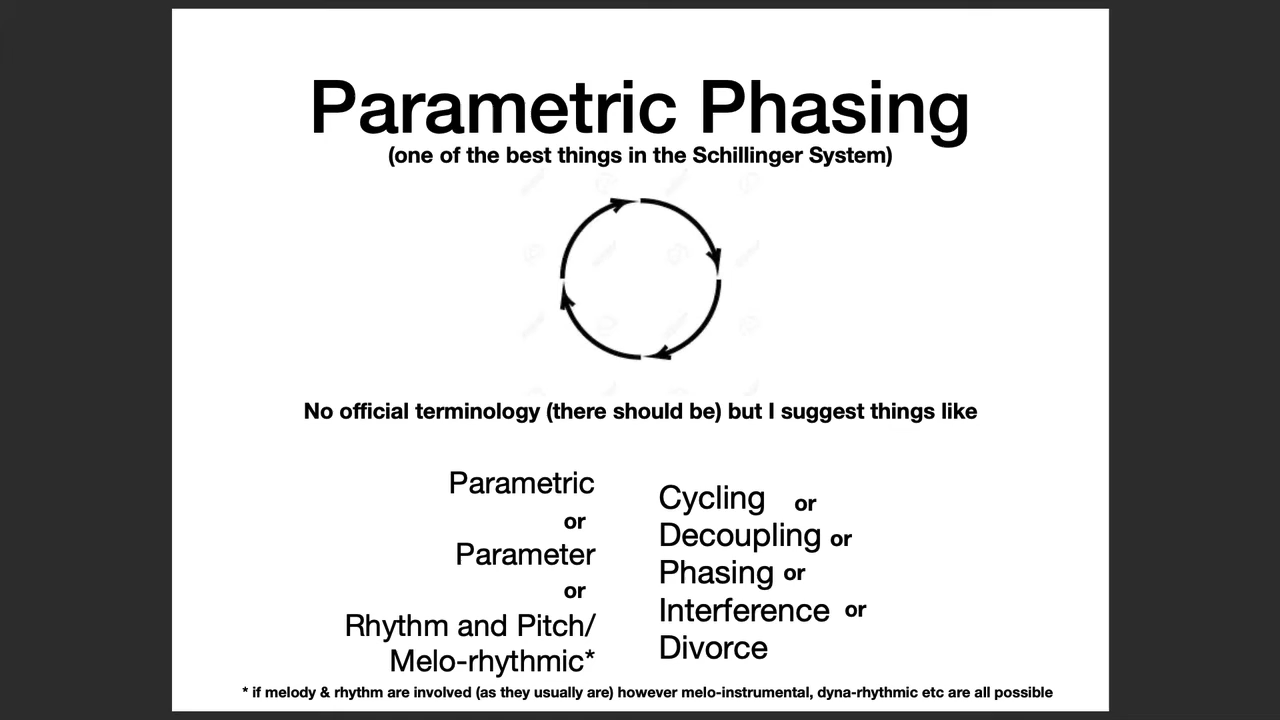 Parametric Phasing
(one of the best things in the Schillinger System)
No official terminology (there should be) but I suggest things like
Parametric
or
Parameter
or
Rhythm and Pitch/
Melo-rhythmic*
Cycling or
Decoupling or
Phasing or
Interference or
Divorce
* if melody & rhythm are involved (as they usually are) however melo-instrumental, dyna-rhythmic etc are all possible